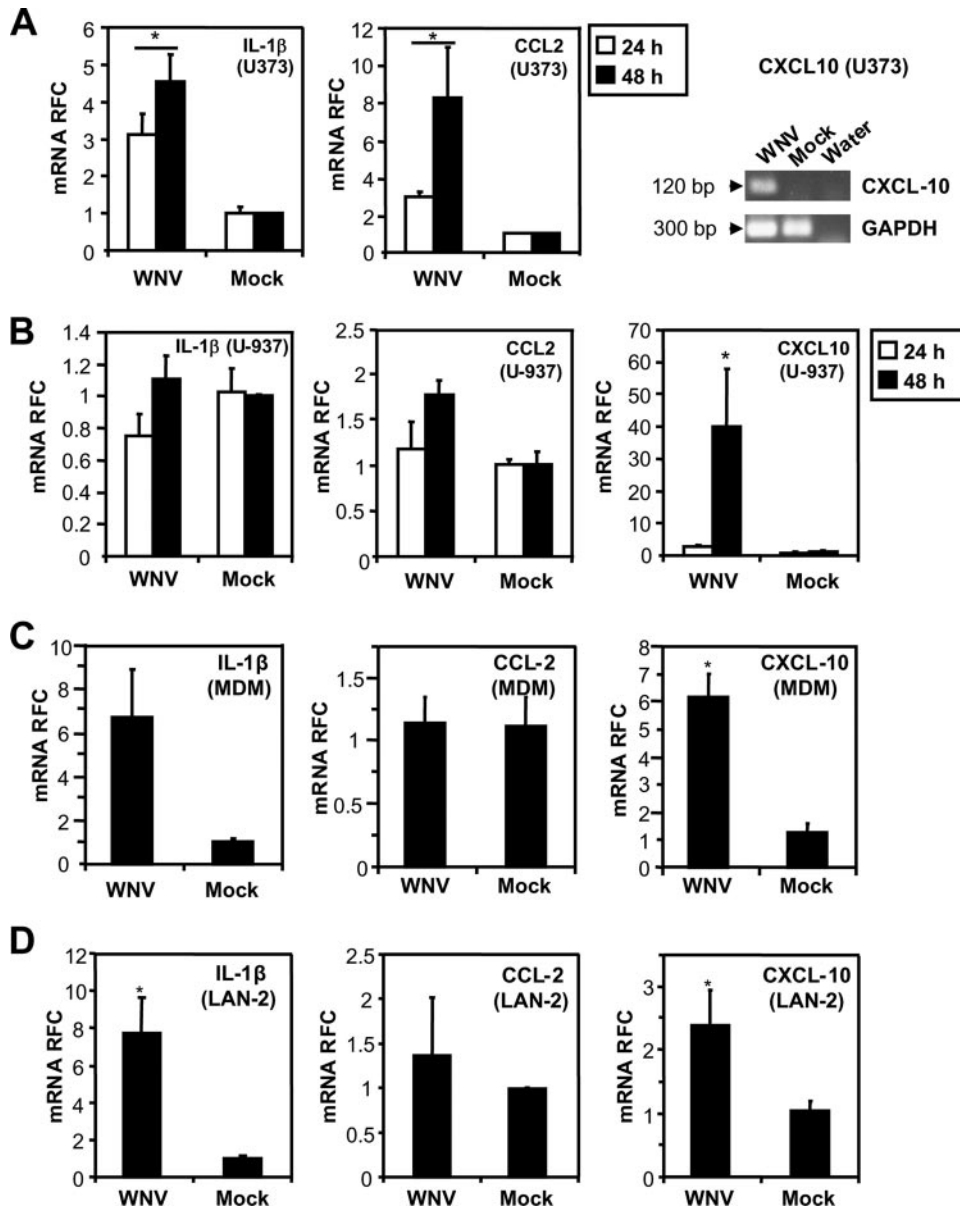 A
6
5
4
3
2
1
0
mRNA RFC
*
IL-1β
(U373)
WNV Mock
12
10
8
6
4
2
0
mRNA RFC
*
CCL2
(U373)
WNV Mock
24 h
48 h
CXCL10 (U373)
WNV Mock Water
120 bp CXCL-10
300 bp GAPDH
B
1.4
1.2
1
0.8
0.6
0.4
0.2
0
mRNA RFC
IL-1β (U-937)
WNV Mock
2.5
2
1.5
1
0.5
0
mRNA RFC
CCL2
(U-937)
WNV Mock
70
60
50
40
30
20
10
0
mRNA RFC
CXCL10
(U-937)
*
WNV Mock
24 h
48 h
C
10
8
6
4
2
0
mRNA RFC
IL-1β
(MDM)
WNV Mock
1.5
1
0.5
0
mRNA RFC
CCL-2
(MDM)
WNV Mock
8
7
6
5
4
3
2
1
0
mRNA RFC
*
CXCL-10
(MDM)
WNV Mock
D
12
10
8
6
4
2
0
mRNA RFC
*
IL-1β
(LAN-2)
WNV Mock
2.5
2
1.5
1
0.5
0
mRNA RFC
CCL-2
(LAN-2)
WNV Mock
3
2
1
0
mRNA RFC
*
CXCL-10
(LAN-2)
WNV Mock